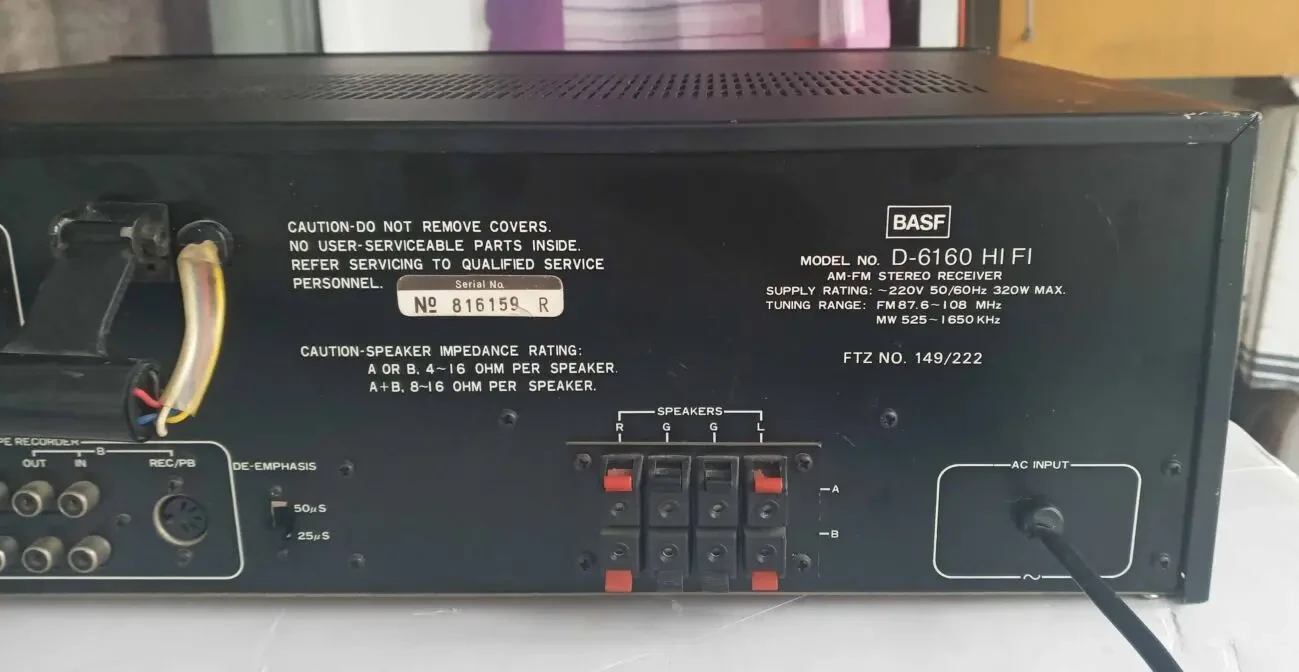 CAUTION-DO NOT REMOVE COVERS.
NO USER-SERVICEABLE PARTS INSIDE.
REFER SERVICING TO QUALIFIED SERVICE
PERSONNEL.
Serial No.
Nº 816159 R
CAUTION-SPEAKER IMPEDANCE RATING:
A OR B, 4~16 OHM PER SPEAKER.
A+B, 8~16 OHM PER SPEAKER.
BASF
MODEL NO. D-6160 HI FI
AM-FM STEREO RECEIVER
SUPPLY RATING: ~220V 50/60Hz 320W MAX.
TUNING RANGE: FM 87.6~108 MHz
MW 525~1650 KHz
FTZ NO. 149/222
RECORDER
B
OUT IN REC/PB
DE-EMPHASIS
50µS
25µS
SPEAKERS
R G G L
A
B
AC INPUT
~